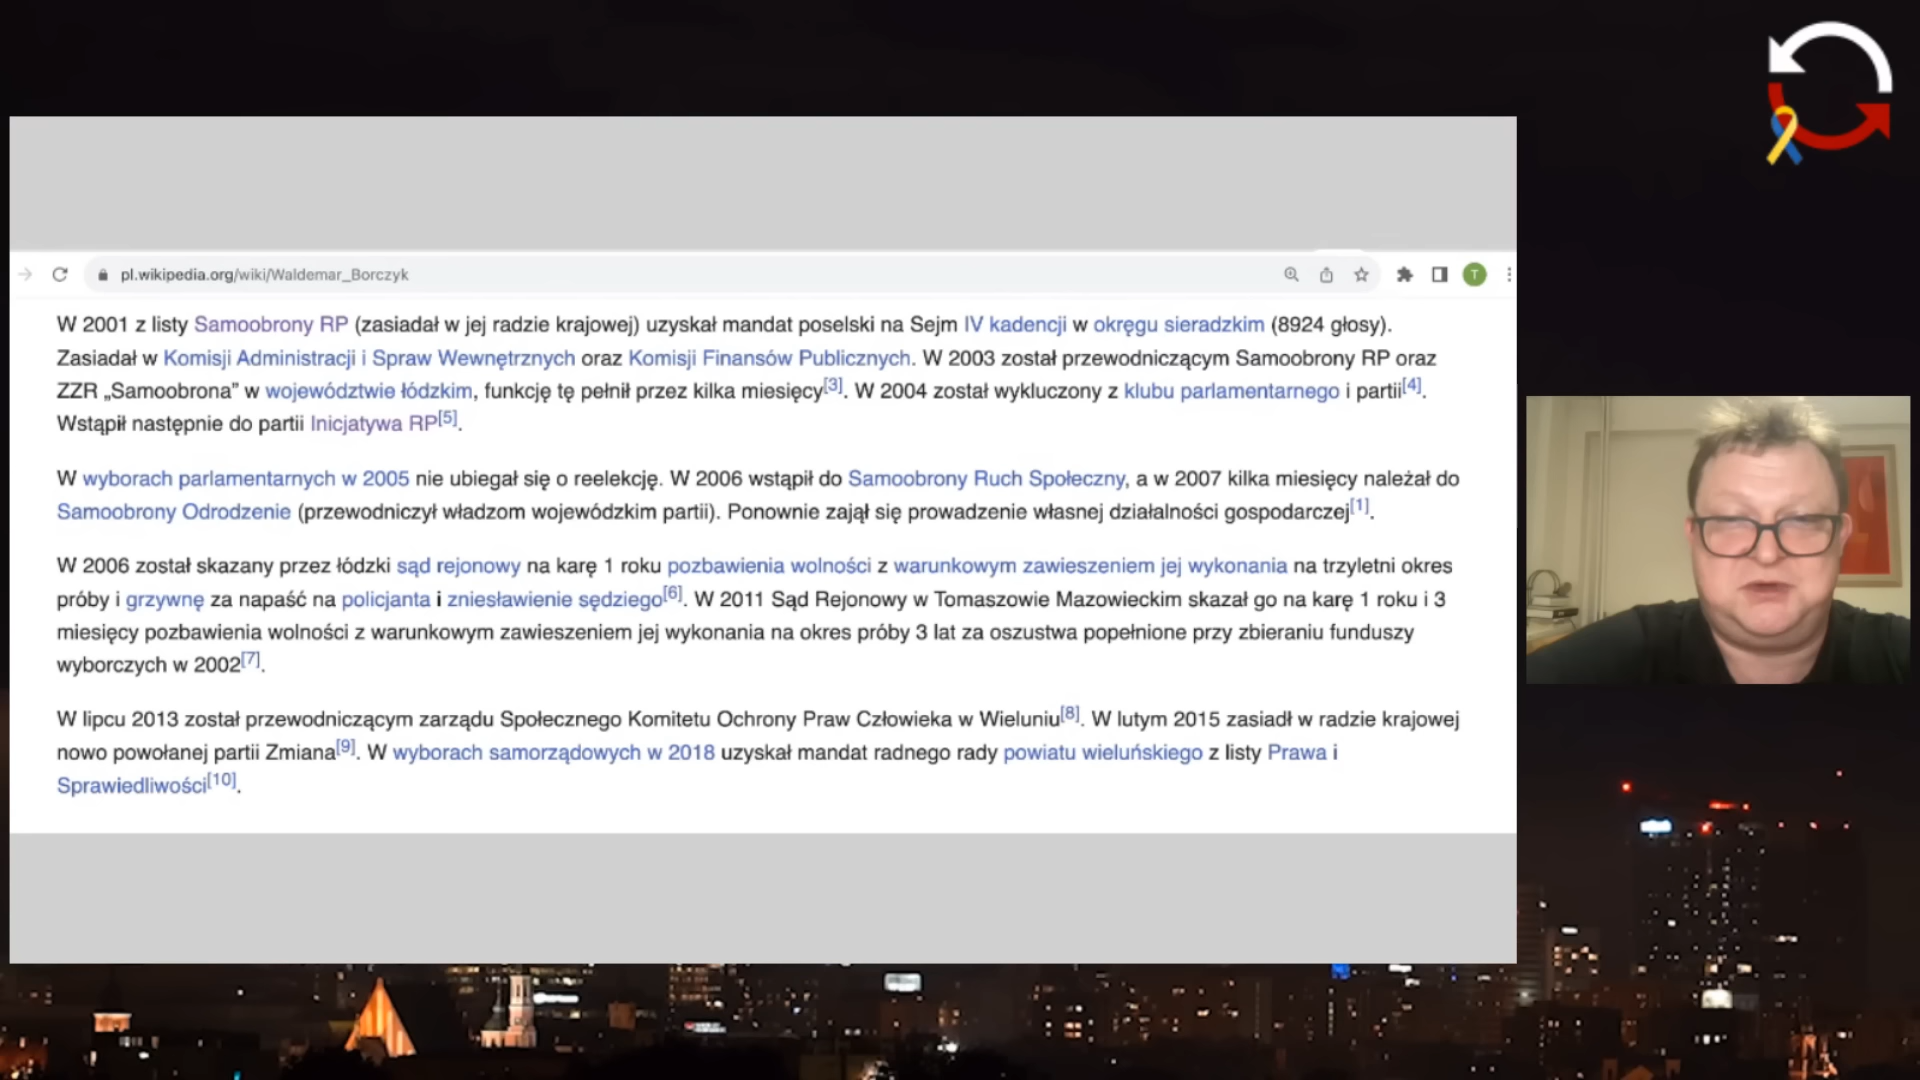 pl.wikipedia.org/wiki/Waldemar_Borczyk
T
W 2001 z listy Samoobrony RP (zasiadał w jej radzie krajowej) uzyskał mandat poselski na Sejm IV kadencji w okręgu sieradzkim (8924 głosy).
Zasiadał w Komisji Administracji i Spraw Wewnętrznych oraz Komisji Finansów Publicznych. W 2003 został przewodniczącym Samoobrony RP oraz
ZZR „Samoobrona” w województwie łódzkim, funkcję tę pełnił przez kilka miesięcy[3]. W 2004 został wykluczony z klubu parlamentarnego i partii[4].
Wstąpił następnie do partii Inicjatywa RP[5].
W wyborach parlamentarnych w 2005 nie ubiegał się o reelekcję. W 2006 wstąpił do Samoobrony Ruch Społeczny, a w 2007 kilka miesięcy należał do
Samoobrony Odrodzenie (przewodniczył władzom wojewódzkim partii). Ponownie zajął się prowadzenie własnej działalności gospodarczej[1].
W 2006 został skazany przez łódzki sąd rejonowy na karę 1 roku pozbawienia wolności z warunkowym zawieszeniem jej wykonania na trzyletni okres
próby i grzywnę za napaść na policjanta i zniesławienie sędziego[6]. W 2011 Sąd Rejonowy w Tomaszowie Mazowieckim skazał go na karę 1 roku i 3
miesięcy pozbawienia wolności z warunkowym zawieszeniem jej wykonania na okres próby 3 lat za oszustwa popełnione przy zbieraniu funduszy
wyborczych w 2002[7].
W lipcu 2013 został przewodniczącym zarządu Społecznego Komitetu Ochrony Praw Człowieka w Wieluniu[8]. W lutym 2015 zasiadł w radzie krajowej
nowo powołanej partii Zmiana[9]. W wyborach samorządowych w 2018 uzyskał mandat radnego rady powiatu wieluńskiego z listy Prawa i
Sprawiedliwości[10].